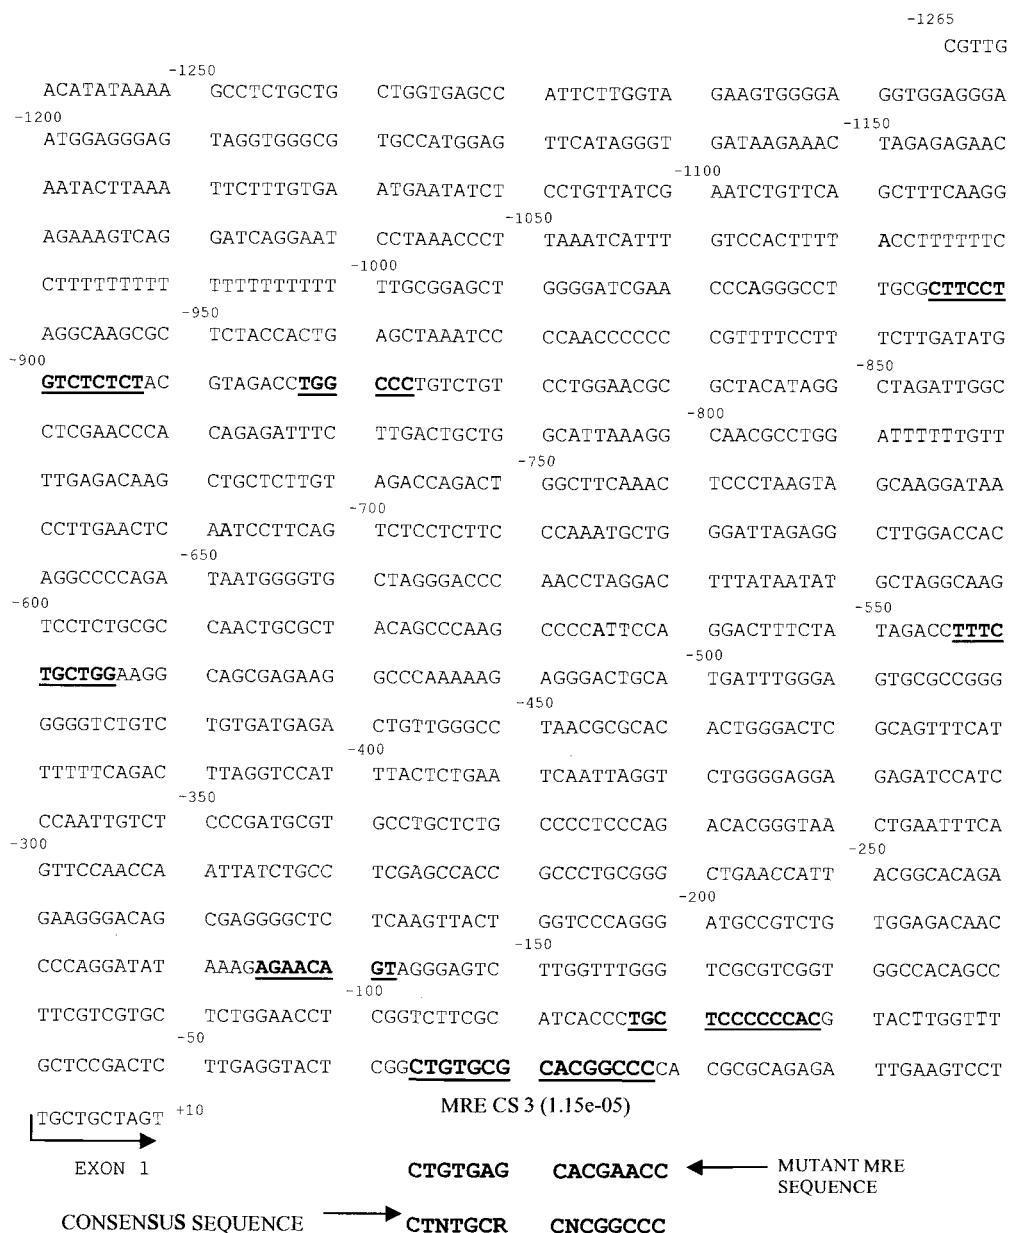 -1265
CGTTG
-1250
ACATATAAAA GCCTCTGCTG CTGGTGAGCC ATTCTTGGTA GAAGTGGGGA GGTGGAGGGA
-1200 -1150
ATGGAGGGAG TAGGTGGGCG TGCCATGGAG TTCATAGGGT GATAAGAAAC TAGAGAGAAC
-1100
AATACTTAAA TTCTTTGTGA ATGAATATCT CCTGTTATCG AATCTGTTCA GCTTTCAAGG
-1050
AGAAAGTCAG GATCAGGAAT CCTAAACCCT TAAATCATTT GTCCACTTTT ACCTTTTTTC
-1000
CTTTTTTTTT TTTTTTTTTT TTGCGGAGCT GGGGATCGAA CCCAGGGCCT TGCGCTTCCT
-950
AGGCAAGCGC TCTACCACTG AGCTAAATCC CCAACCCCCC CGTTTTCCTT TCTTGATATG
-900 -850
GTCTCTCTAC GTAGACCTGG CCCTGTCTGT CCTGGAACGC GCTACATAGG CTAGATTGGC
-800
CTCGAACCCA CAGAGATTTC TTGACTGCTG GCATTAAAGG CAACGCCTGG ATTTTTTGTT
-750
TTGAGACAAG CTGCTCTTGT AGACCAGACT GGCTTCAAAC TCCCTAAGTA GCAAGGATAA
-700
CCTTGAACTC AATCCTTCAG TCTCCTCTTC CCAAATGCTG GGATTAGAGG CTTGGACCAC
-650
AGGCCCCAGA TAATGGGGTG CTAGGGACCC AACCTAGGAC TTTATAATAT GCTAGGCAAG
-600 -550
TCCTCTGCGC CAACTGCGCT ACAGCCCAAG CCCCATTCCA GGACTTTCTA TAGACCTTTC
-500
TGCTGGAAGG CAGCGAGAAG GCCCAAAAAG AGGGACTGCA TGATTTGGGA GTGCGCCGGG
-450
GGGGTCTGTC TGTGATGAGA CTGTTGGGCC TAACGCGCAC ACTGGGACTC GCAGTTTCAT
-400
TTTTTCAGAC TTAGGTCCAT TTACTCTGAA TCAATTAGGT CTGGGGAGGA GAGATCCATC
-350
CCAATTGTCT CCCGATGCGT GCCTGCTCTG CCCCTCCCAG ACACGGGTAA CTGAATTTCA
-300 -250
GTTCCAACCA ATTATCTGCC TCGAGCCACC GCCCTGCGGG CTGAACCATT ACGGCACAGA
-200
GAAGGGACAG CGAGGGGCTC TCAAGTTACT GGTCCCAGGG ATGCCGTCTG TGGAGACAAC
-150
CCCAGGATAT AAAGAGAACA GTAGGGAGTC TTGGTTTGGG TCGCGTCGGT GGCCACAGCC
-100
TTCGTCGTGC TCTGGAACCT CGGTCTTCGC ATCACCCTGC TCCCCCCACG TACTTGGTTT
-50
GCTCCGACTC TTGAGGTACT CGGCTGTGCG CACGGCCCCA CGCGCAGAGA TTGAAGTCCT
MRE CS 3 (1.15e-05)
TGCTGCTAGT +10
EXON 1
CTGTGAG CACGAACC MUTANT MRE
SEQUENCE
CONSENSUS SEQUENCE CTNTGCR CNCGGCCC